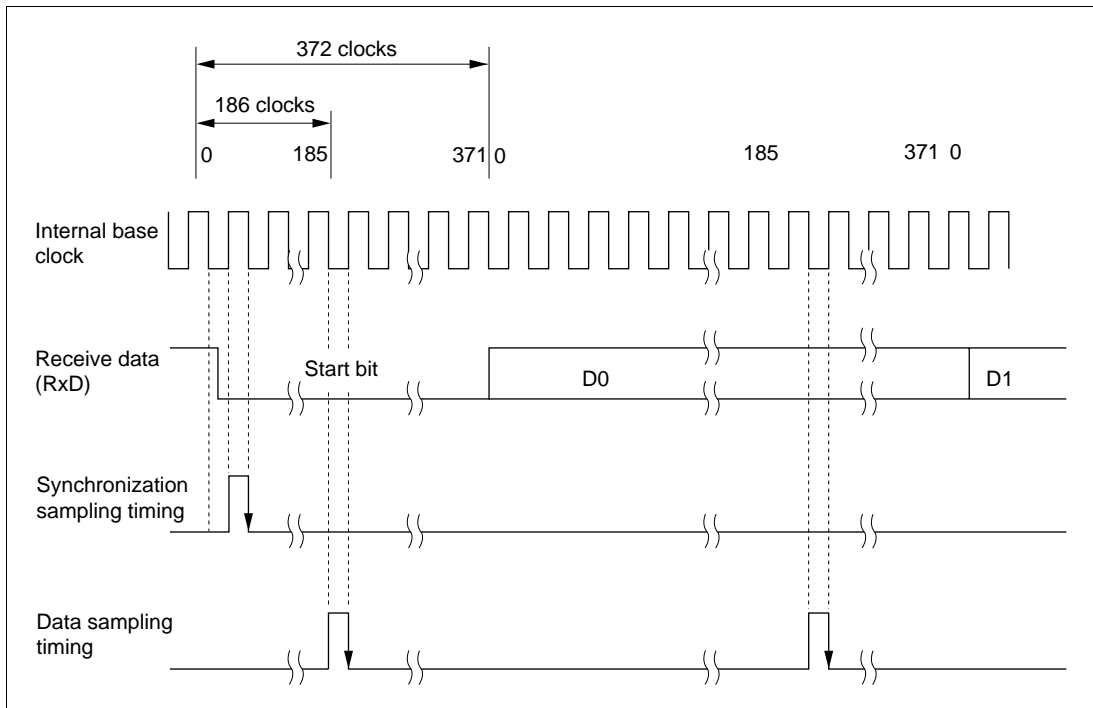 372 clocks
186 clocks
0 185 371 0 185 371 0
Internal base
clock
Receive data
(RxD)
Start bit
D0
D1
Synchronization
sampling timing
Data sampling
timing